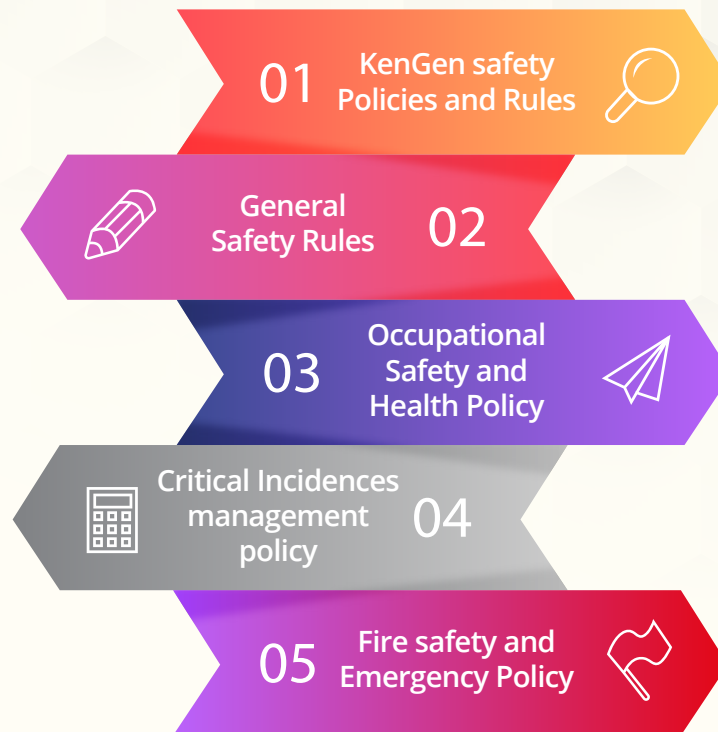 01
KenGen safety
Policies and Rules
General
Safety Rules
02
03
Occupational
Safety and
Health Policy
Critical Incidences
management
policy
04
05
Fire safety and
Emergency Policy